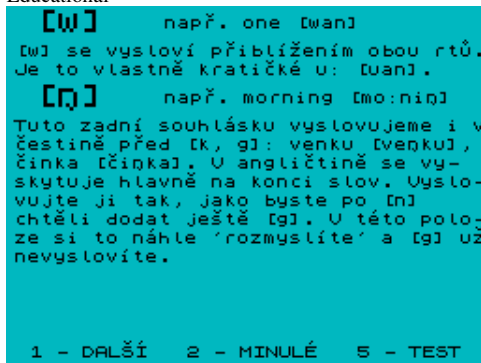 Educational
[w] např. one [wan]
[w] se vysloví přiblížením obou rtů.
Je to vlastně kratičké u: [uan].
[ŋ] např. morning [mo:niŋ]
Tuto zadní souhlásku vyslovujeme i v
češtině před [k, g]: venku [veŋku],
činka [čiŋka]. V angličtině se vy-
skytuje hlavně na konci slov. Vyslo-
vujte ji tak, jako byste po [n]
chtěli dodat ještě [g]. V této polo-
ze si to náhle 'rozmyslíte' a [g] už
nevyslovíte.
1 - DALŠÍ 2 - MINULÉ 5 - TEST